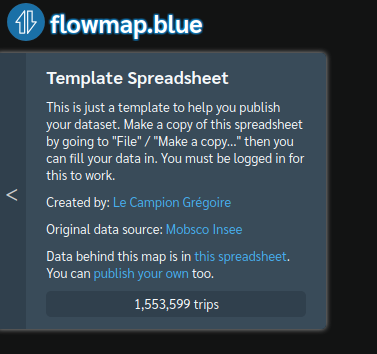 flowmap.blue
Template Spreadsheet
This is just a template to help you publish
your dataset. Make a copy of this spreadsheet
by going to "File" / "Make a copy..." then you
can fill your data in. You must be logged in for
this to work.
Created by: Le Campion Grégoire
Original data source: Mobsco Insee
Data behind this map is in this spreadsheet.
You can publish your own too.
<
1,553,599 trips